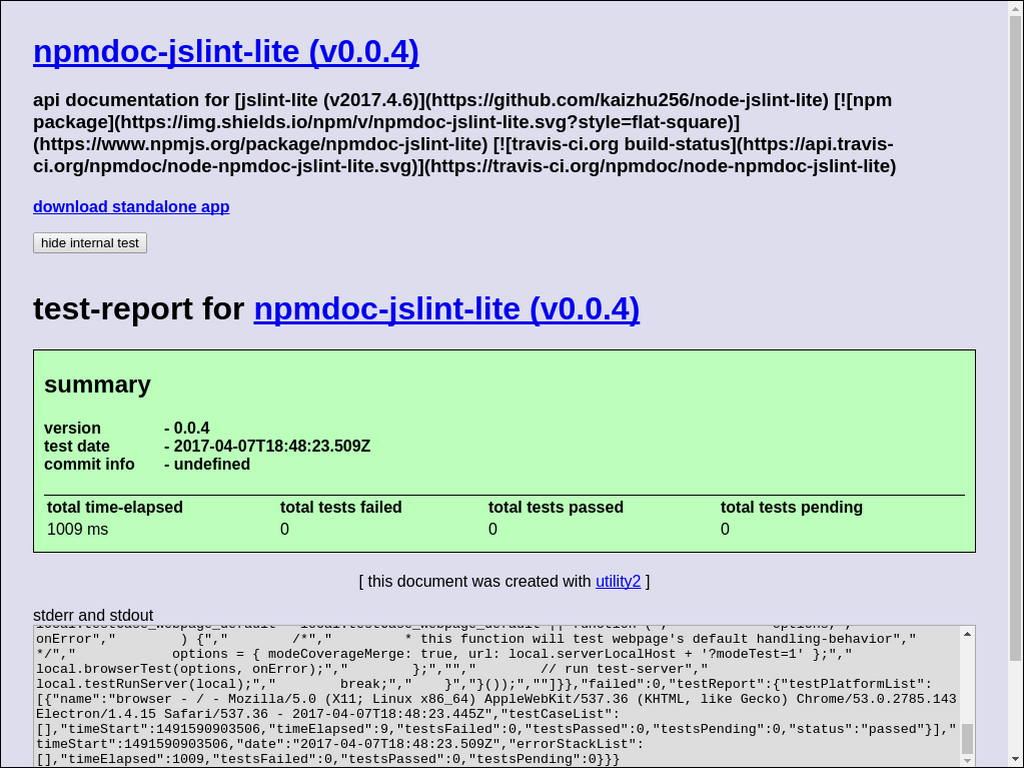 npmdoc-jslint-lite (v0.0.4)
api documentation for [jslint-lite (v2017.4.6)](https://github.com/kaizhu256/node-jslint-lite) [![npm
package](https://img.shields.io/npm/v/npmdoc-jslint-lite.svg?style=flat-square)]
(https://www.npmjs.org/package/npmdoc-jslint-lite) [![travis-ci.org build-status](https://api.travis-
ci.org/npmdoc/node-npmdoc-jslint-lite.svg)](https://travis-ci.org/npmdoc/node-npmdoc-jslint-lite)
download standalone app
hide internal test
test-report for npmdoc-jslint-lite (v0.0.4)
summary
version - 0.0.4
test date - 2017-04-07T18:48:23.509Z
commit info - undefined
total time-elapsed total tests failed total tests passed total tests pending
1009 ms 0 0 0
[ this document was created with utility2 ]
stderr and stdout
onError","        ) {","        /*","         * this function will test webpage's default handling-behavior","
*/","            options = { modeCoverageMerge: true, url: local.serverLocalHost + '?modeTest=1' };","
local.browserTest(options, onError);","        };","","        // run test-server","
local.testRunServer(local);","        break;","    }","}());",""]}},"failed":0,"testReport":{"testPlatformList":
[{"name":"browser - / - Mozilla/5.0 (X11; Linux x86_64) AppleWebKit/537.36 (KHTML, like Gecko) Chrome/53.0.2785.143
Electron/1.4.15 Safari/537.36 - 2017-04-07T18:48:23.445Z","testCaseList":
[],"timeStart":1491590903506,"timeElapsed":9,"testsFailed":0,"testsPassed":0,"testsPending":0,"status":"passed"}],"
timeStart":1491590903506,"date":"2017-04-07T18:48:23.509Z","errorStackList":
[],"timeElapsed":1009,"testsFailed":0,"testsPassed":0,"testsPending":0}}}